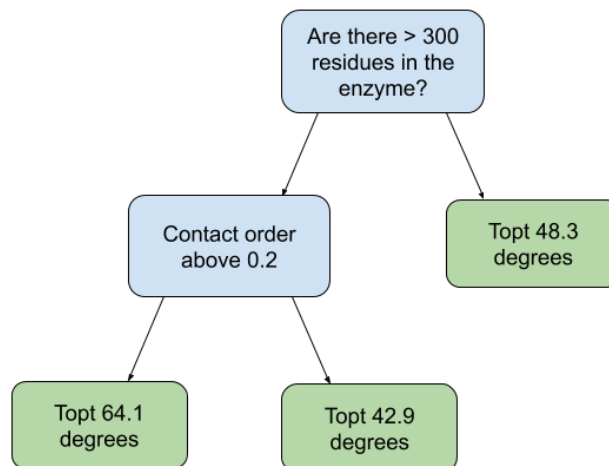 Are there > 300
residues in the
enzyme?
Contact order
above 0.2
Topt 48.3
degrees
Topt 64.1
degrees
Topt 42.9
degrees